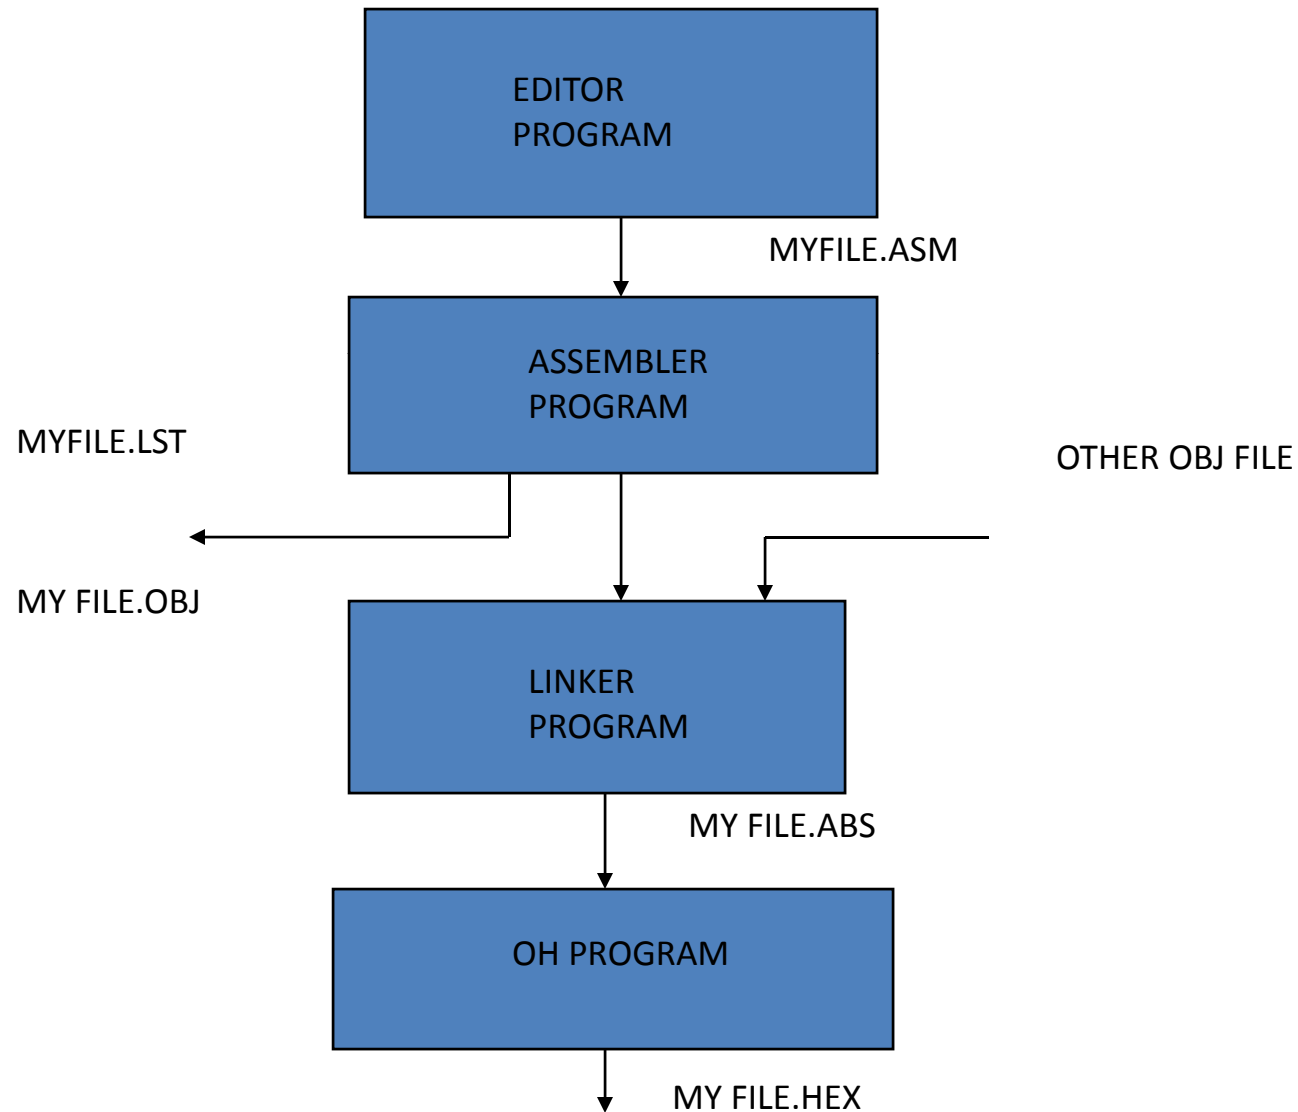 EDITOR
PROGRAM
MYFILE.ASM
ASSEMBLER
PROGRAM
MYFILE.LST
OTHER OBJ FILE
MY FILE.OBJ
LINKER
PROGRAM
MY FILE.ABS
OH PROGRAM
MY FILE.HEX